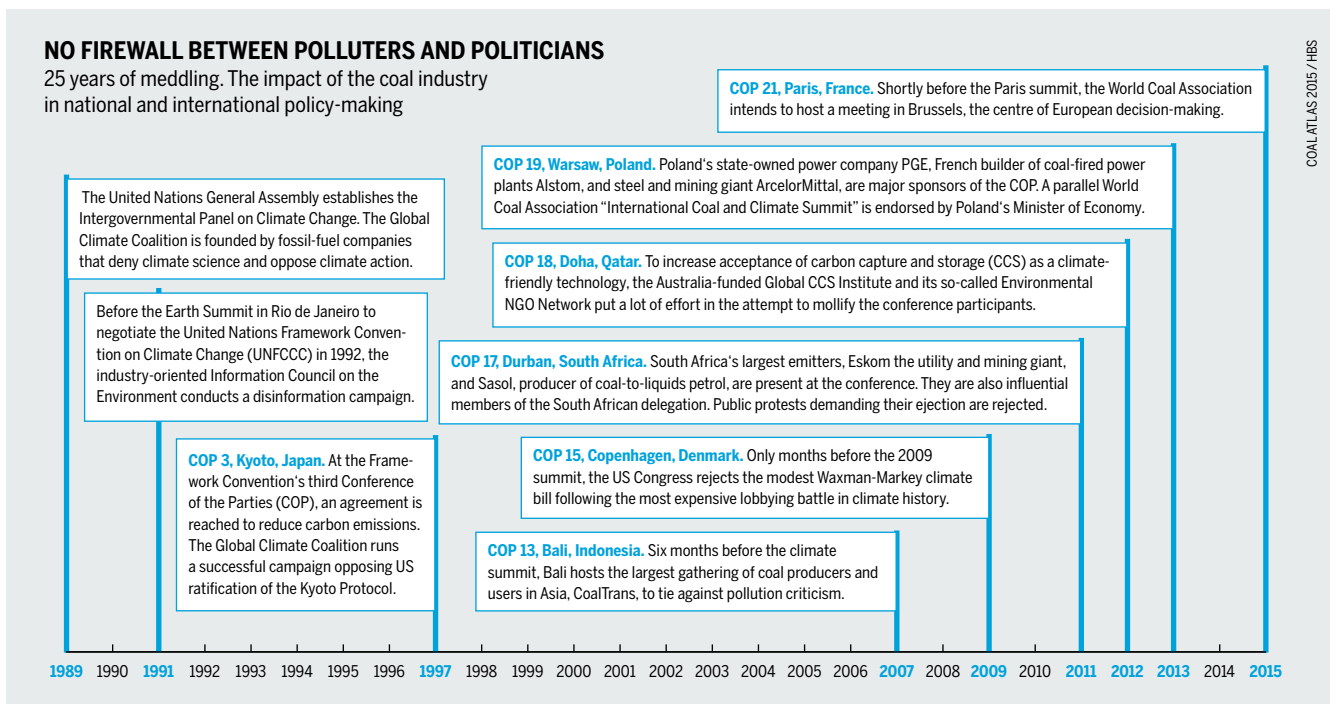 NO FIREWALL BETWEEN POLLUTERS AND POLITICIANS
25 years of meddling. The impact of the coal industry
in national and international policy-making
COAL ATLAS 2015 / HBS
COP 21, Paris, France. Shortly before the Paris summit, the World Coal Association
intends to host a meeting in Brussels, the centre of European decision-making.
COP 19, Warsaw, Poland. Poland‘s state-owned power company PGE, French builder of coal-fired power
plants Alstom, and steel and mining giant ArcelorMittal, are major sponsors of the COP. A parallel World
Coal Association “International Coal and Climate Summit” is endorsed by Poland‘s Minister of Economy.
The United Nations General Assembly establishes the
Intergovernmental Panel on Climate Change. The Global
Climate Coalition is founded by fossil-fuel companies
that deny climate science and oppose climate action.
COP 18, Doha, Qatar. To increase acceptance of carbon capture and storage (CCS) as a climate-
friendly technology, the Australia-funded Global CCS Institute and its so-called Environmental
NGO Network put a lot of effort in the attempt to mollify the conference participants.
Before the Earth Summit in Rio de Janeiro to
negotiate the United Nations Framework Conven-
tion on Climate Change (UNFCCC) in 1992, the
industry-oriented Information Council on the
Environment conducts a disinformation campaign.
COP 17, Durban, South Africa. South Africa‘s largest emitters, Eskom the utility and mining giant,
and Sasol, producer of coal-to-liquids petrol, are present at the conference. They are also influential
members of the South African delegation. Public protests demanding their ejection are rejected.
COP 3, Kyoto, Japan. At the Frame-
work Convention‘s third Conference
of the Parties (COP), an agreement is
reached to reduce carbon emissions.
The Global Climate Coalition runs
a successful campaign opposing US
ratification of the Kyoto Protocol.
COP 15, Copenhagen, Denmark. Only months before the 2009
summit, the US Congress rejects the modest Waxman-Markey climate
bill following the most expensive lobbying battle in climate history.
COP 13, Bali, Indonesia. Six months before the climate
summit, Bali hosts the largest gathering of coal producers and
users in Asia, CoalTrans, to tie against pollution criticism.
1989 1990 1991 1992 1993 1994 1995 1996 1997 1998 1999 2000 2001 2002 2003 2004 2005 2006 2007 2008 2009 2010 2011 2012 2013 2014 2015